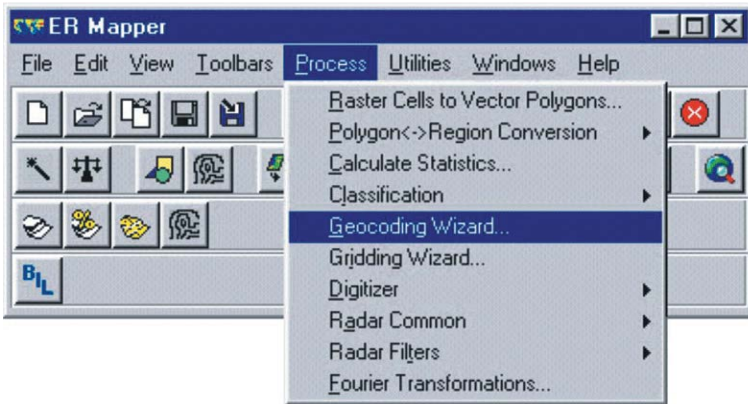 ER Mapper
File Edit View Toolbars Process Utilities Windows Help
Raster Cells to Vector Polygons...
Polygon<->Region Conversion
Calculate Statistics...
Classification
Geocoding Wizard...
Gridding Wizard...
Digitizer
Radar Common
Radar Filters
Fourier Transformations...
BIL